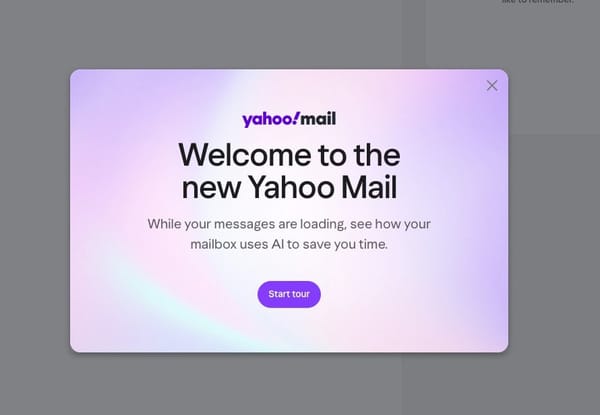 like to remember.
yahoo!mail
Welcome to the
new Yahoo Mail
While your messages are loading, see how your
mailbox uses AI to save you time.
Start tour